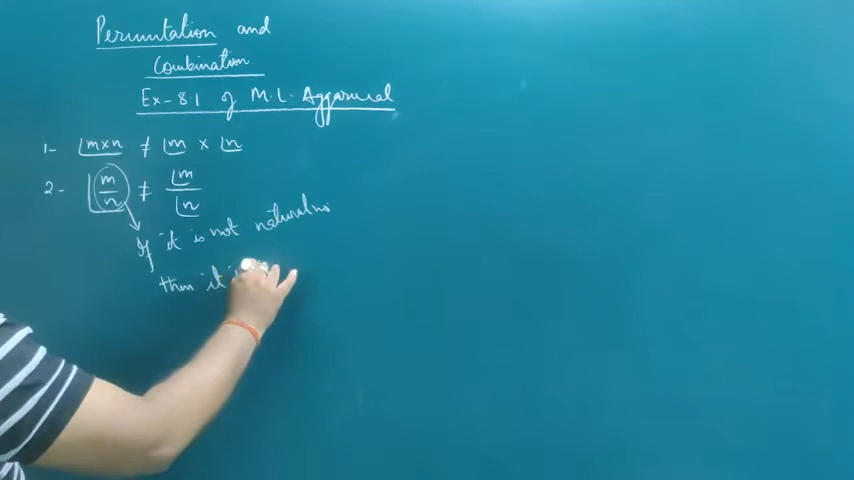 Permutation and
Combination
Ex-8.1 of M.L. Aggarwal
1- ⌊m×n ≠ ⌊m × ⌊n
2- ⌊m/n ≠ ⌊m/⌊n
If it is not natural no
then it